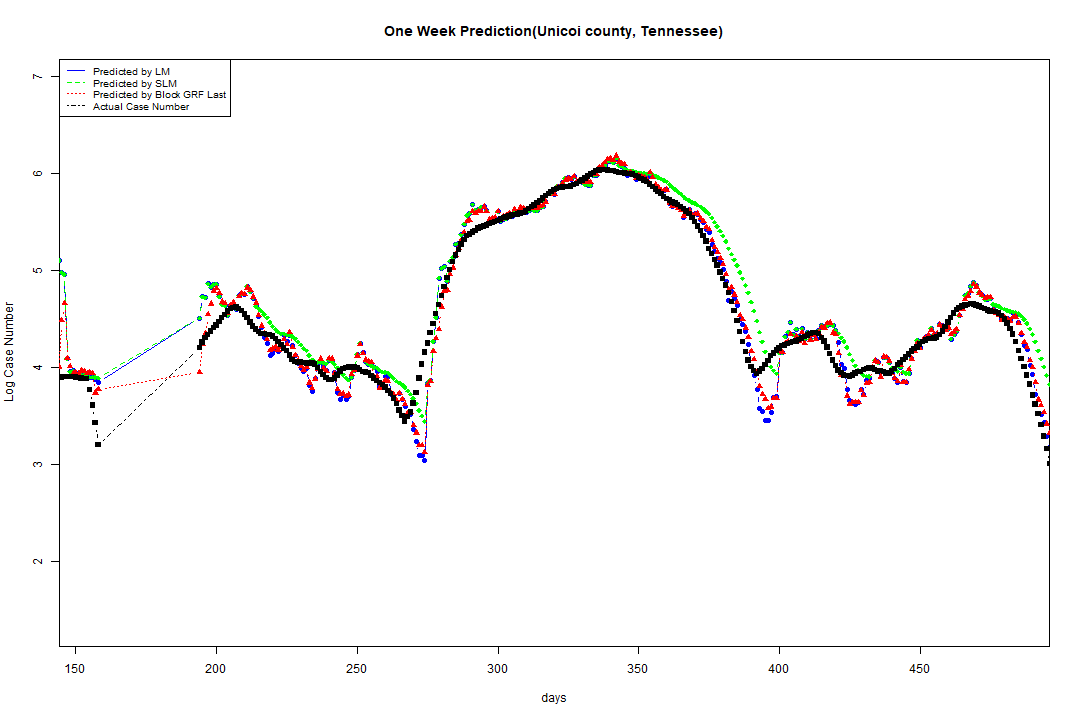 One Week Prediction(Unicoi county, Tennessee)
Predicted by LM
Predicted by SLM
Predicted by Block GRF Last
Actual Case Number
7
6
5
4
3
2
Log Case Number
150 200 250 300 350 400 450
days